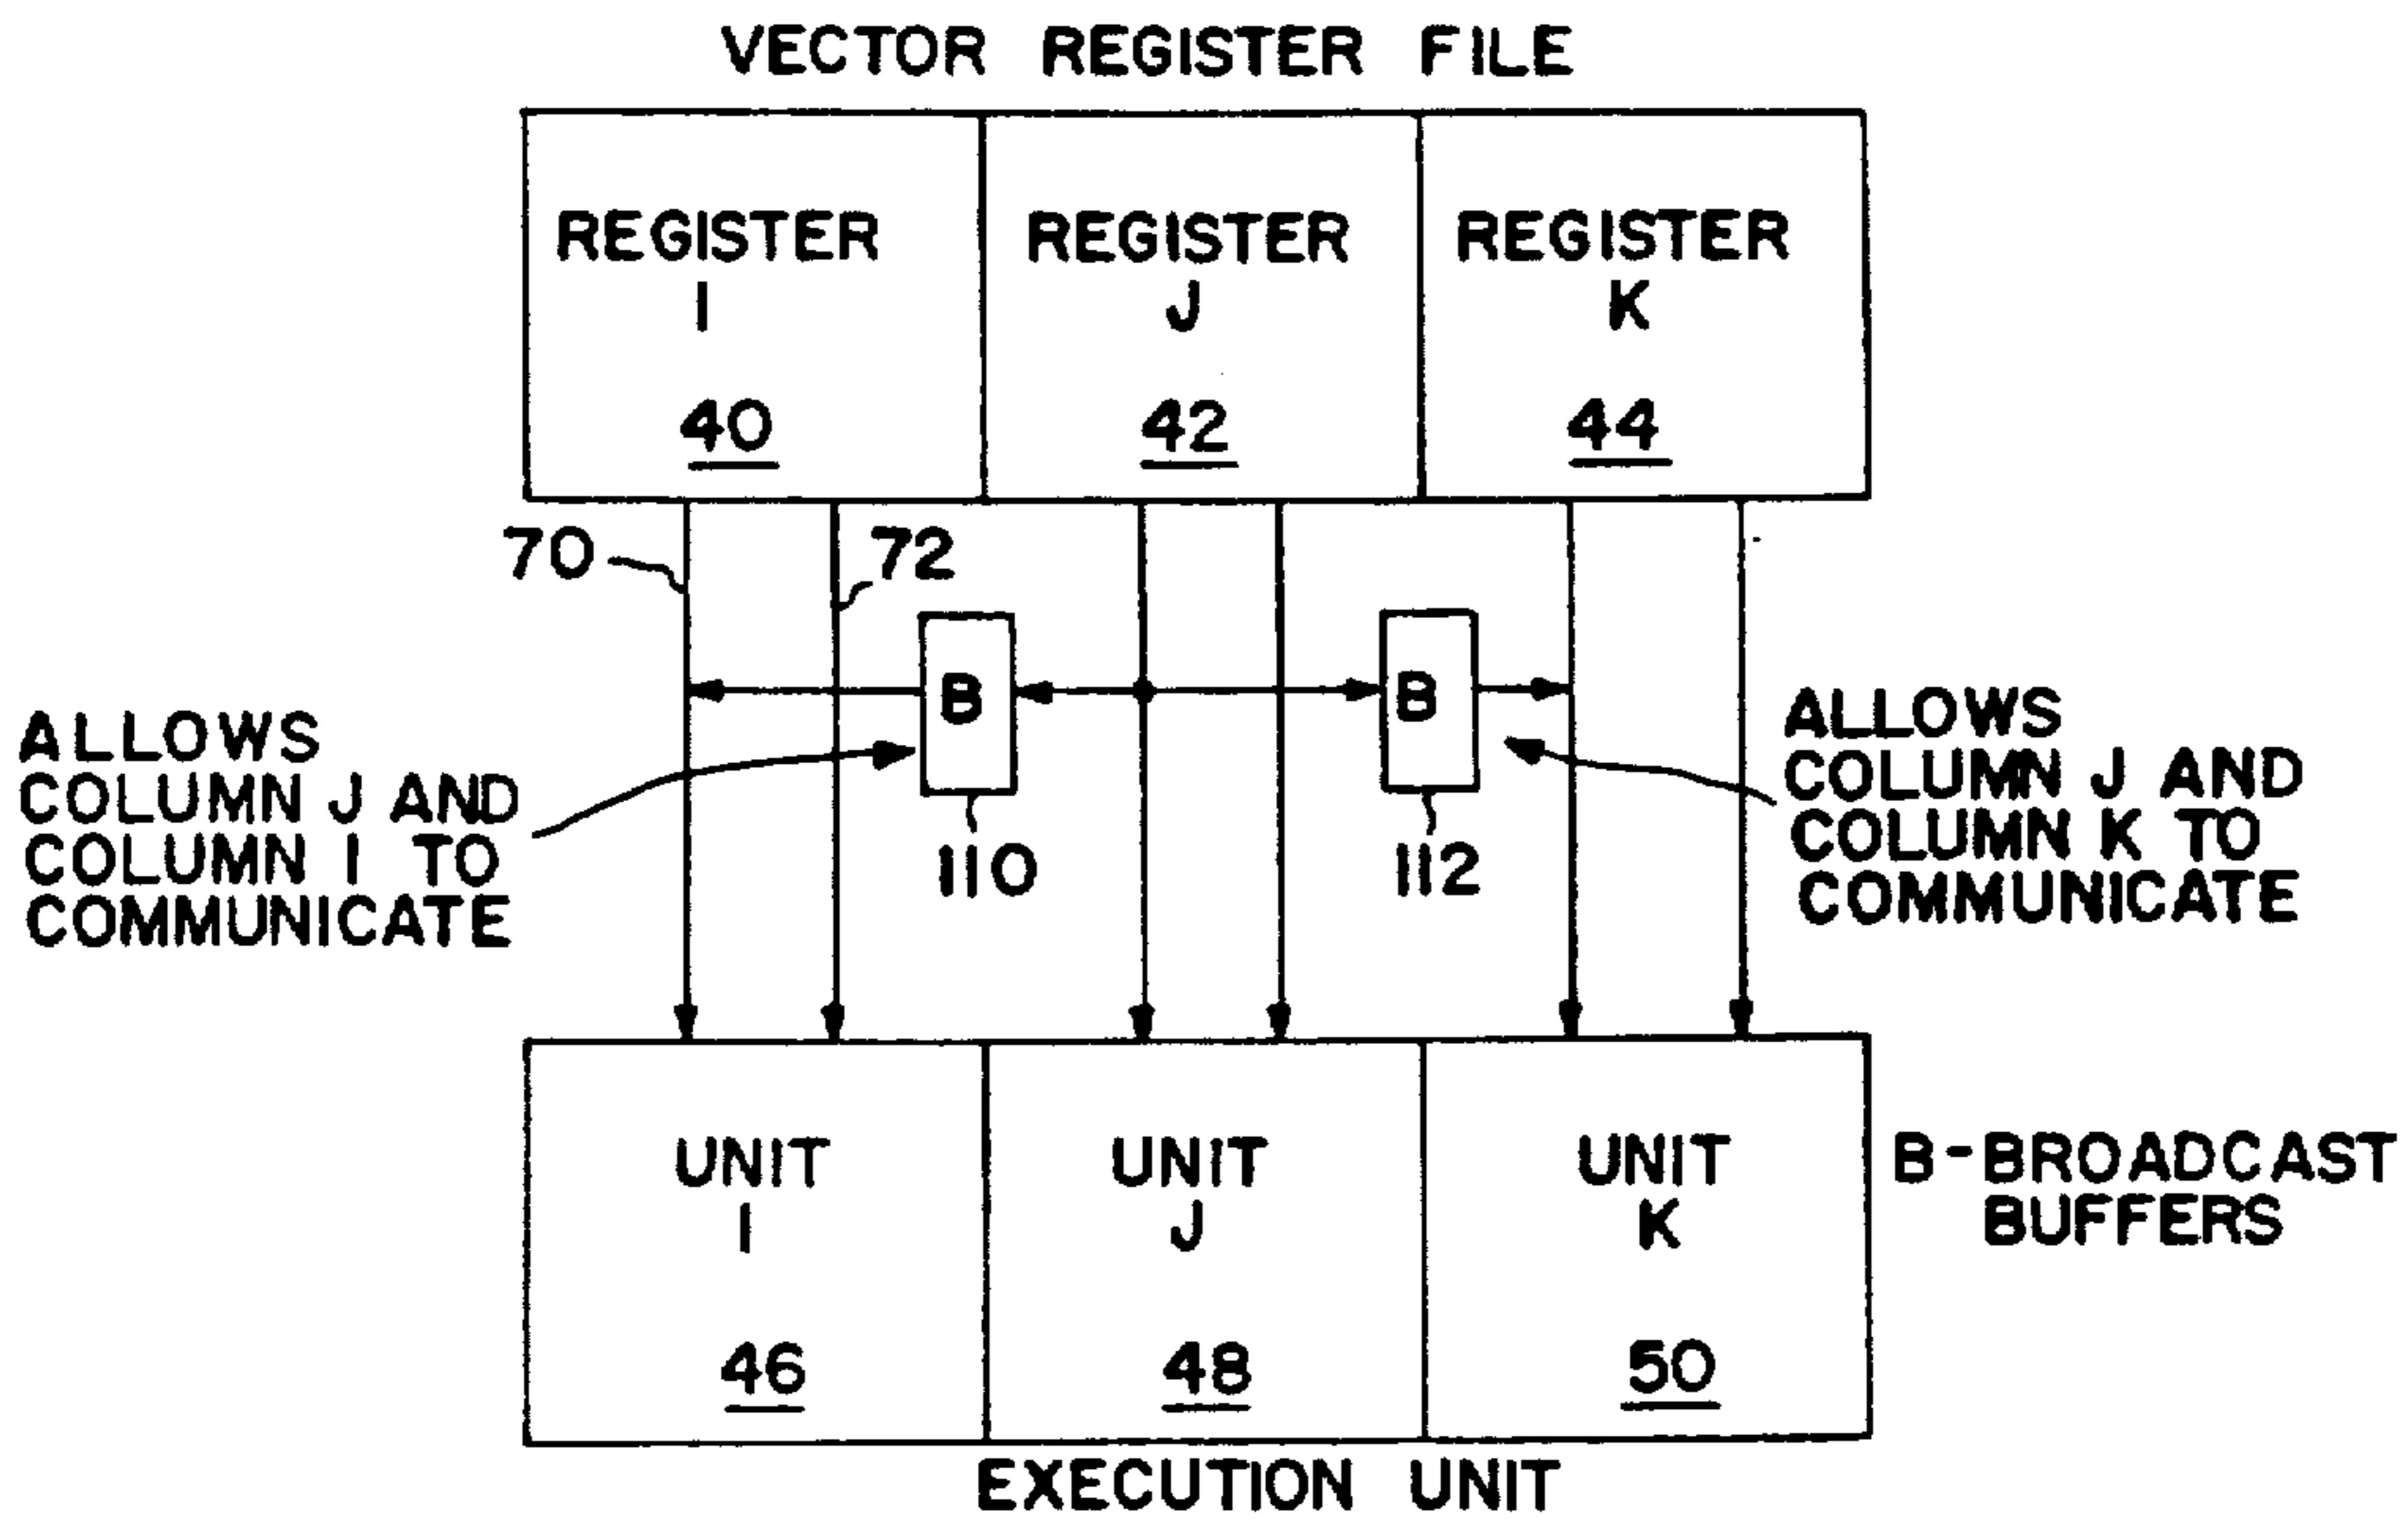 VECTOR REGISTER FILE
REGISTER
I
40
REGISTER
J
42
REGISTER
K
44
70
72
B
B
110
112
ALLOWS
COLUMN J AND
COLUMN I TO
COMMUNICATE
ALLOWS
COLUMN J AND
COLUMN K TO
COMMUNICATE
UNIT
I
46
UNIT
J
48
UNIT
K
50
B-BROADCAST
BUFFERS
EXECUTION UNIT